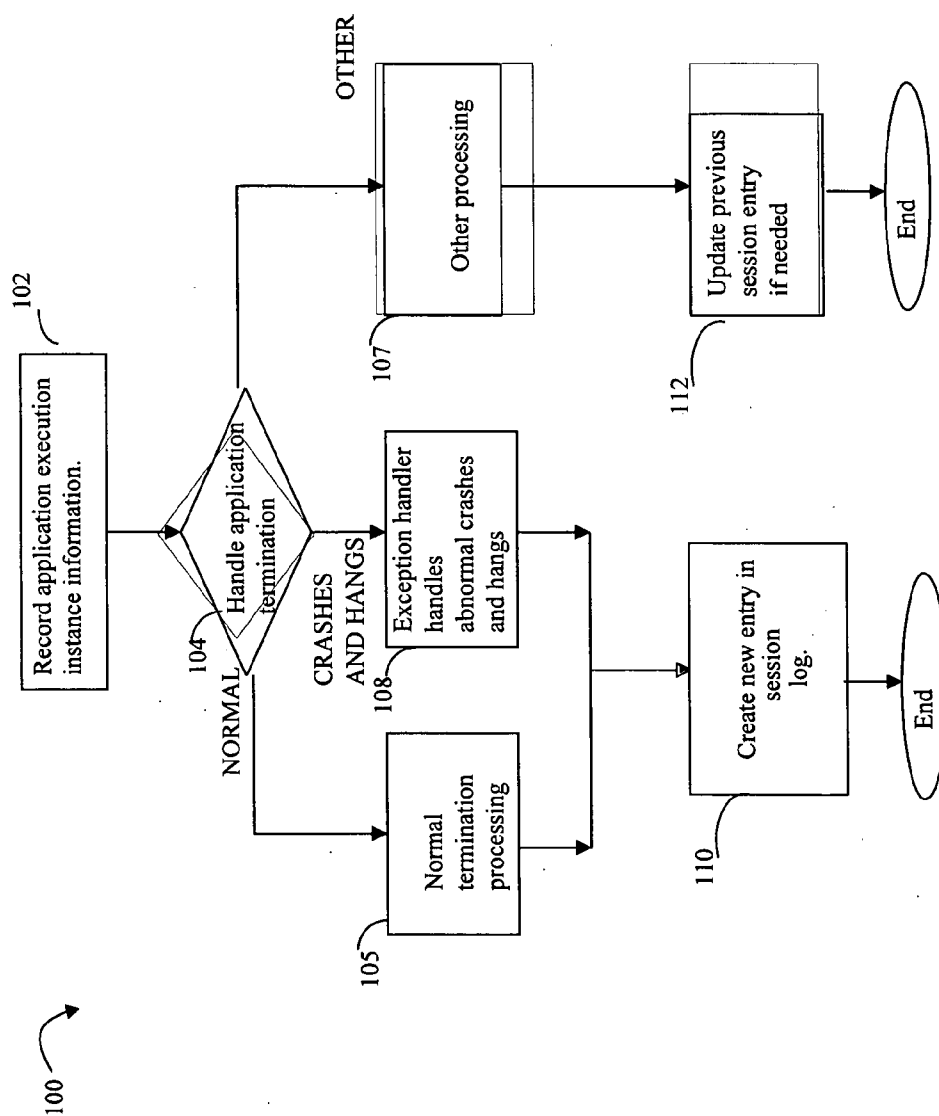 100
102
Record application execution
instance information.
104
Handle application
termination
NORMAL
CRASHES
AND HANGS
OTHER
105
Normal
termination
processing
108
Exception handler
handles
abnormal crashes
and hangs
107
Other processing
110
Create new entry in
session
log.
112
Update previous
session entry
if needed
End
End